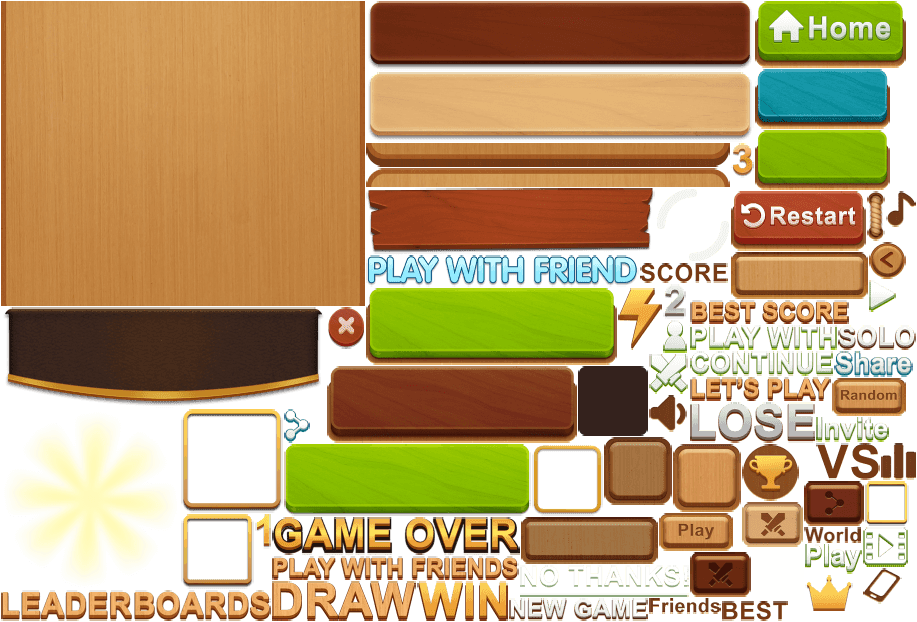 Home
3
Restart
PLAY WITH FRIEND
SCORE
2
BEST SCORE
PLAY WITH
SOLO
CONTINUE
Share
LET'S PLAY
Random
LOSE
Invite
VS
1
GAME OVER
Play
World
Play
PLAY WITH FRIENDS
NO THANKS!
LEADERBOARDS
DRAW
WIN
NEW GAME
Friends
BEST